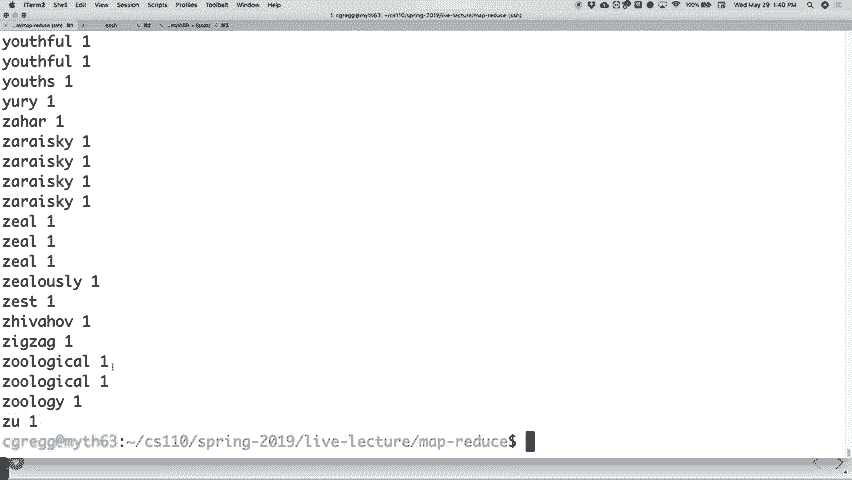 iTerm2 Shell Edit View Session Scripts Profiles Toolbelt Window Help 100% Wed May 29 1:40 PM
1. cgregg@myth63: ~/cs110/spring-2019/live-lecture/map-reduce (ssh)
youthful 1
youthful 1
youths 1
yury 1
zahar 1
zaraisky 1
zaraisky 1
zaraisky 1
zaraisky 1
zeal 1
zeal 1
zeal 1
zealously 1
zest 1
zhivahov 1
zigzag 1
zoological 1
zoological 1
zoology 1
zu 1
cgregg@myth63:~/cs110/spring-2019/live-lecture/map-reduce$